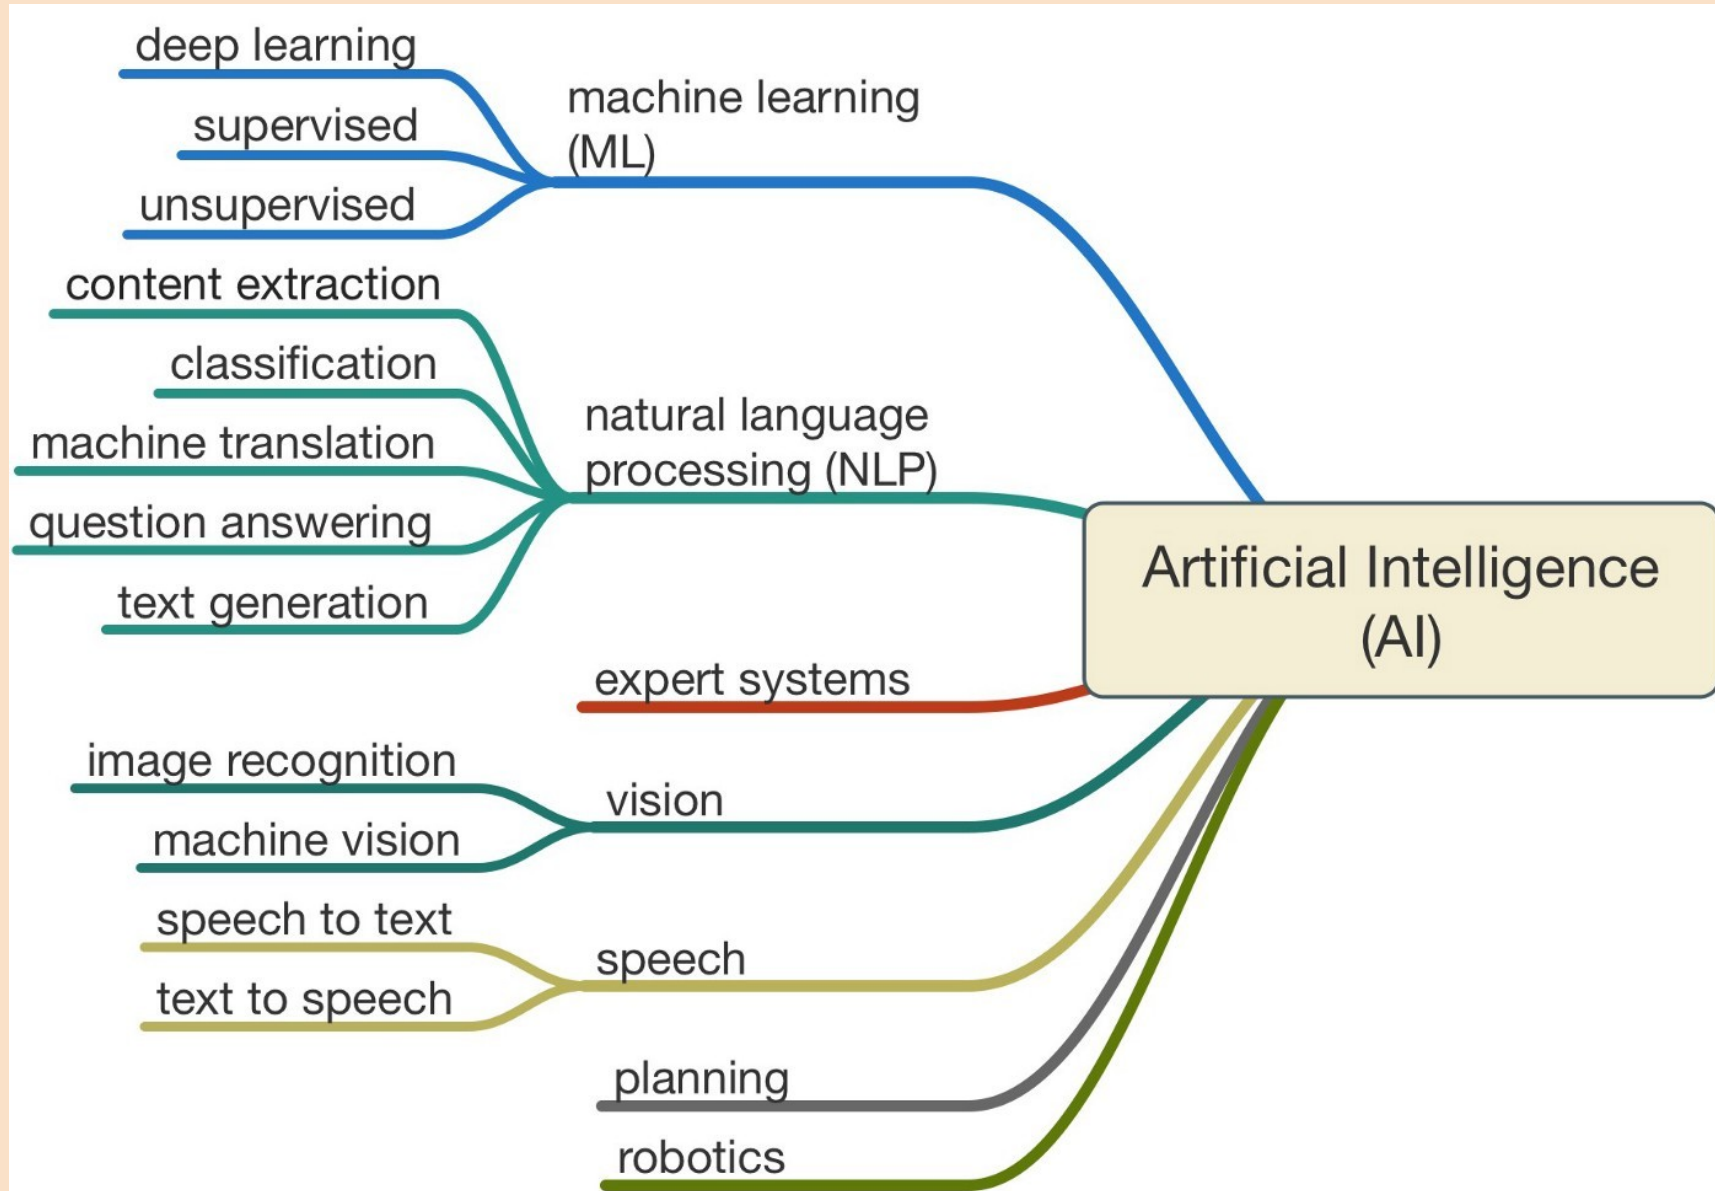 deep learning
supervised
unsupervised
machine learning
(ML)
content extraction
classification
machine translation
question answering
text generation
natural language
processing (NLP)
Artificial Intelligence
(AI)
expert systems
image recognition
machine vision
vision
speech to text
text to speech
speech
planning
robotics